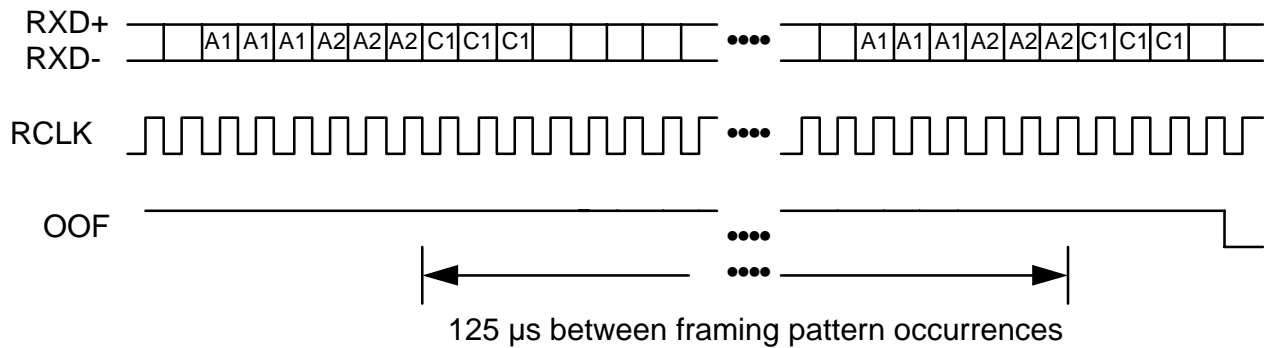 RXD+
RXD-
A1 A1 A1 A2 A2 A2 C1 C1 C1
A1 A1 A1 A2 A2 A2 C1 C1 C1
RCLK
OOF
125 µs between framing pattern occurrences